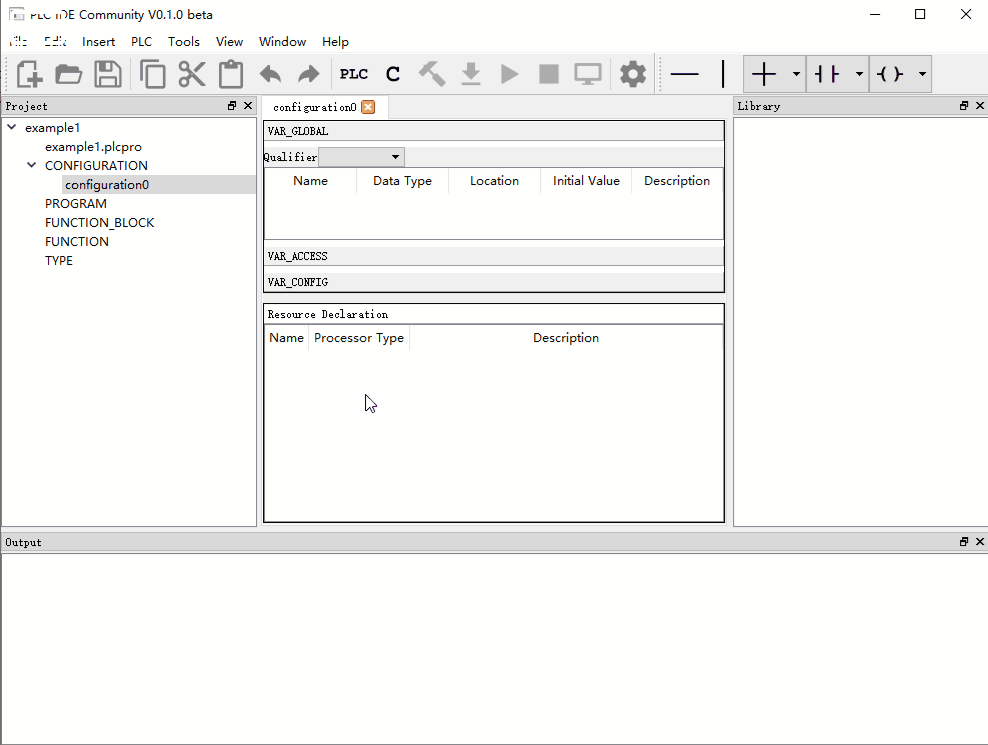 PLC IDE Community V0.1.0 beta
File Edit Insert PLC Tools View Window Help
PLC C
Project
configuration0
Library
example1
example1.plcpro
CONFIGURATION
configuration0
PROGRAM
FUNCTION_BLOCK
FUNCTION
TYPE
VAR_GLOBAL
Qualifier
Name Data Type Location Initial Value Description
VAR_ACCESS
VAR_CONFIG
Resource Declaration
Name Processor Type Description
Output